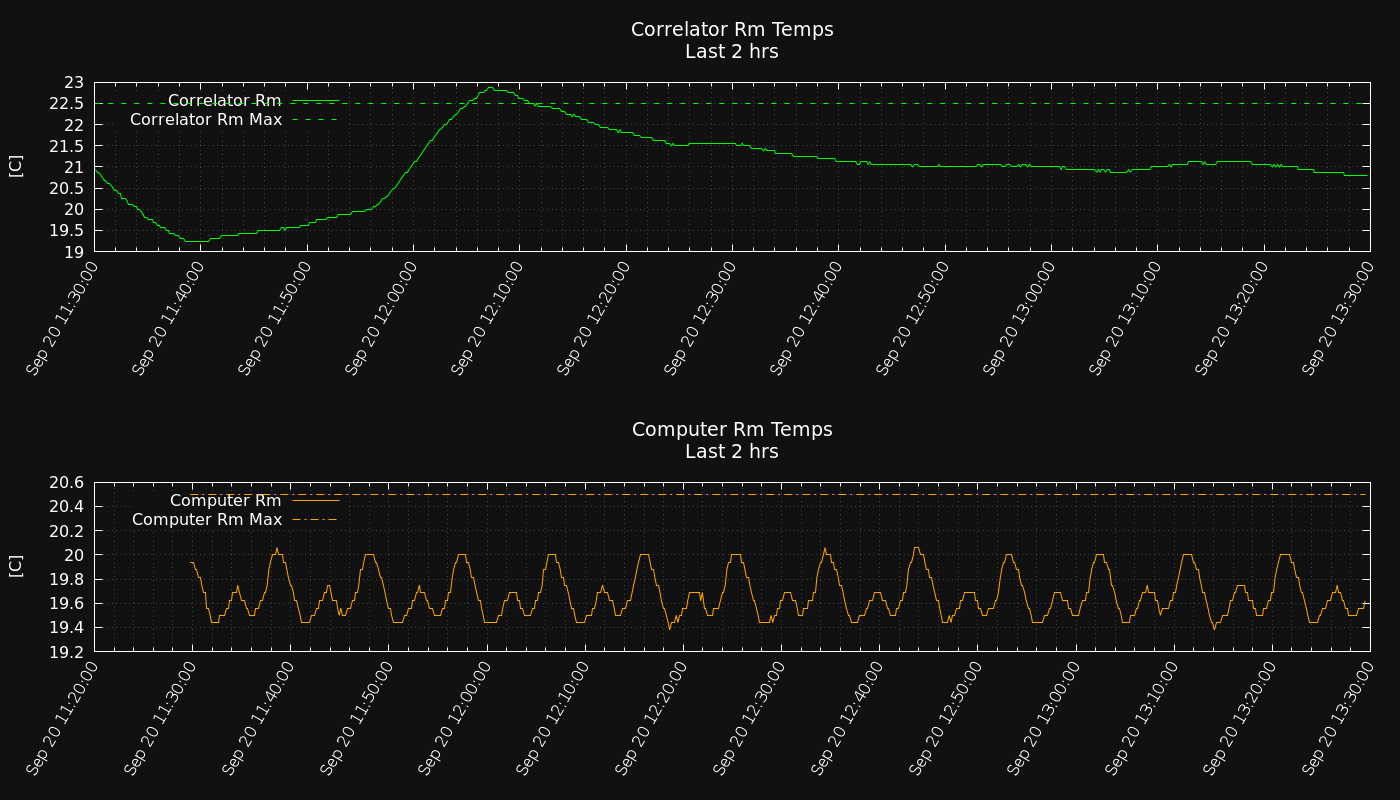 Correlator Rm Temps
Last 2 hrs
23
22.5
22
21.5
21
20.5
20
19.5
19
[C]
Correlator Rm
Correlator Rm Max
Sep 20 11:30:00
Sep 20 11:40:00
Sep 20 11:50:00
Sep 20 12:00:00
Sep 20 12:10:00
Sep 20 12:20:00
Sep 20 12:30:00
Sep 20 12:40:00
Sep 20 12:50:00
Sep 20 13:00:00
Sep 20 13:10:00
Sep 20 13:20:00
Sep 20 13:30:00
Computer Rm Temps
Last 2 hrs
20.6
20.4
20.2
20
19.8
19.6
19.4
19.2
[C]
Computer Rm
Computer Rm Max
Sep 20 11:20:00
Sep 20 11:30:00
Sep 20 11:40:00
Sep 20 11:50:00
Sep 20 12:00:00
Sep 20 12:10:00
Sep 20 12:20:00
Sep 20 12:30:00
Sep 20 12:40:00
Sep 20 12:50:00
Sep 20 13:00:00
Sep 20 13:10:00
Sep 20 13:20:00
Sep 20 13:30:00